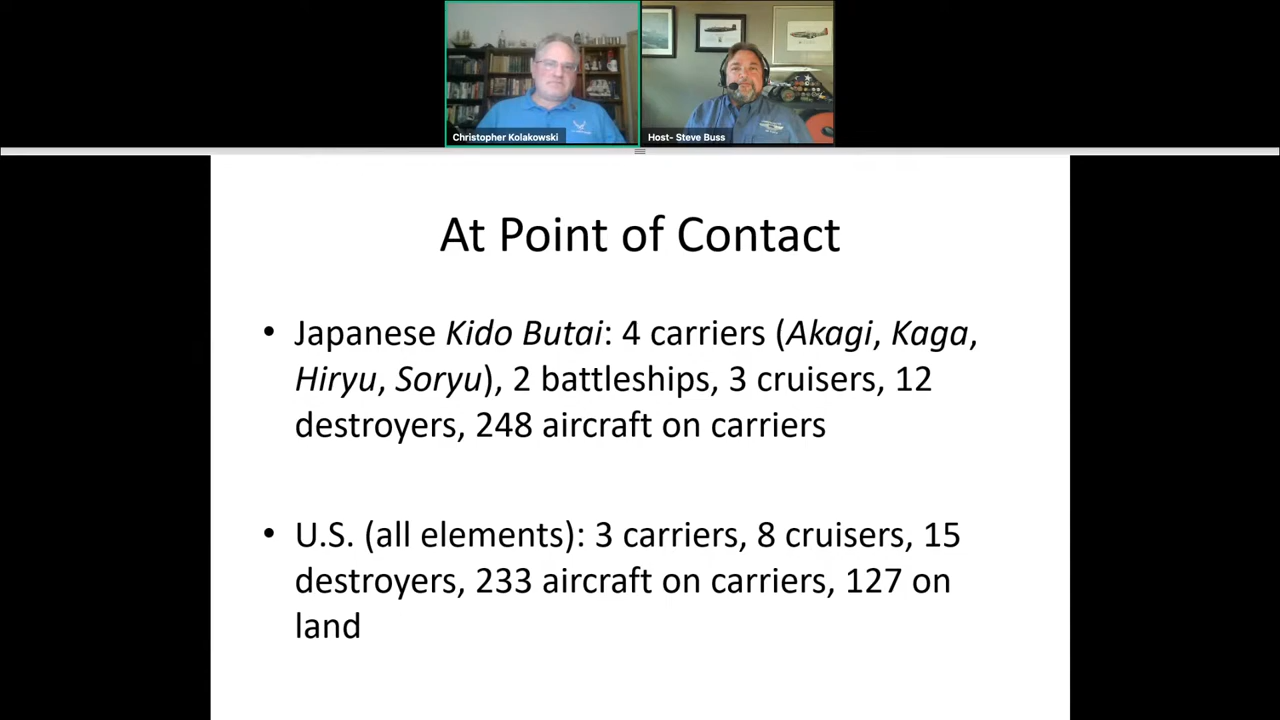 Christopher Kolakowski
Host- Steve Buss
At Point of Contact
• Japanese Kido Butai: 4 carriers (Akagi, Kaga,
Hiryu, Soryu), 2 battleships, 3 cruisers, 12
destroyers, 248 aircraft on carriers
• U.S. (all elements): 3 carriers, 8 cruisers, 15
destroyers, 233 aircraft on carriers, 127 on
land